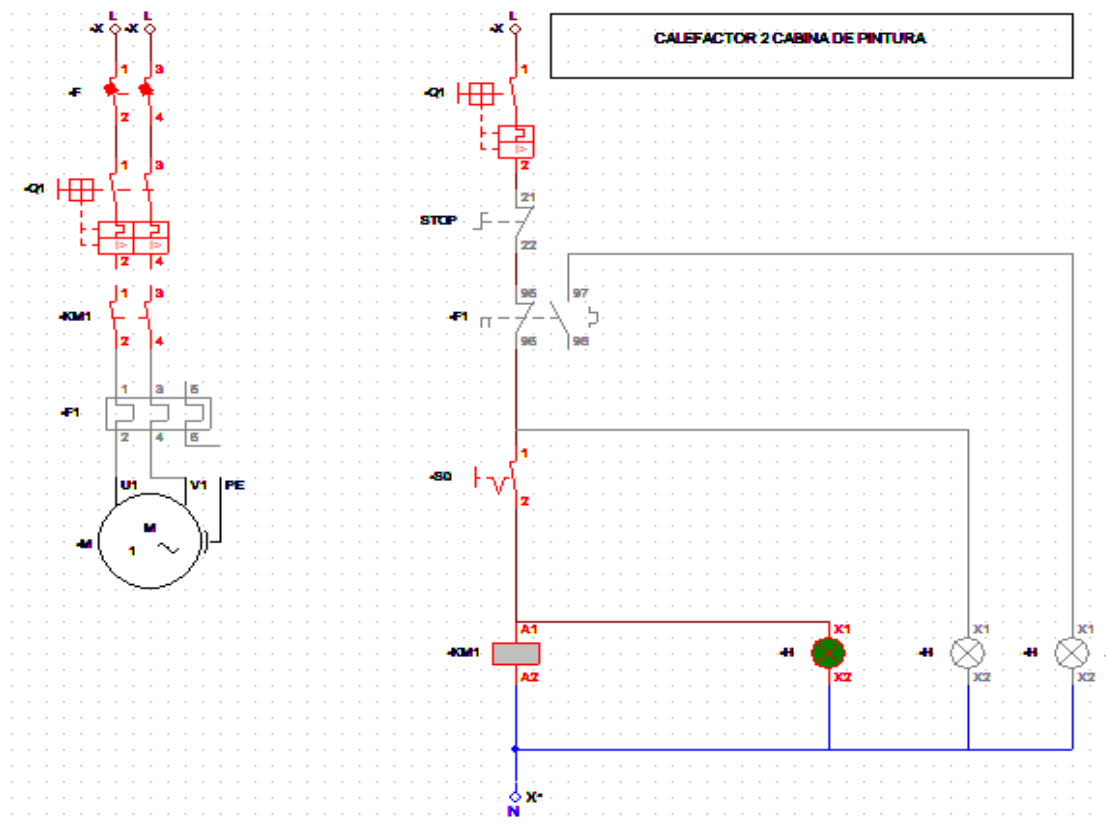 L L
-X -X
1 3
-F
2 4
1 3
-Q1
2 4
1 3
-KM1
2 4
1 3 5
-F1
2 4 6
U1 V1 PE
M
-M
1
L
-X
CALEFACTOR 2 CABINA DE PINTURA
1
-Q1
2
21
STOP
22
95 97
-F1
96 98
1
-S0
2
A1 X1 X1 X1
-KM1 -H -H -H
A2 X2 X2 X2
N